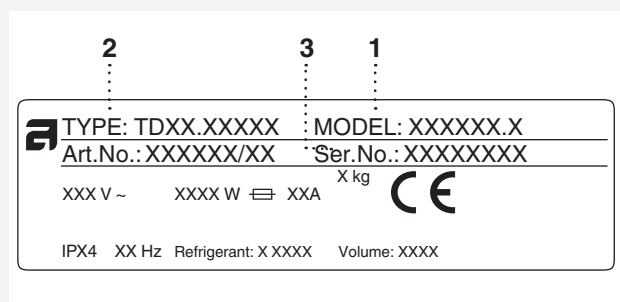 2 3 1
TYPE: TDXX.XXXXX MODEL: XXXXXX.X
Art.No.: XXXXXX/XX Ser.No.: XXXXXXXX
X kg
XXX V ~ XXXX W XXA CE
IPX4 XX Hz Refrigerant: X XXXX Volume: XXXX